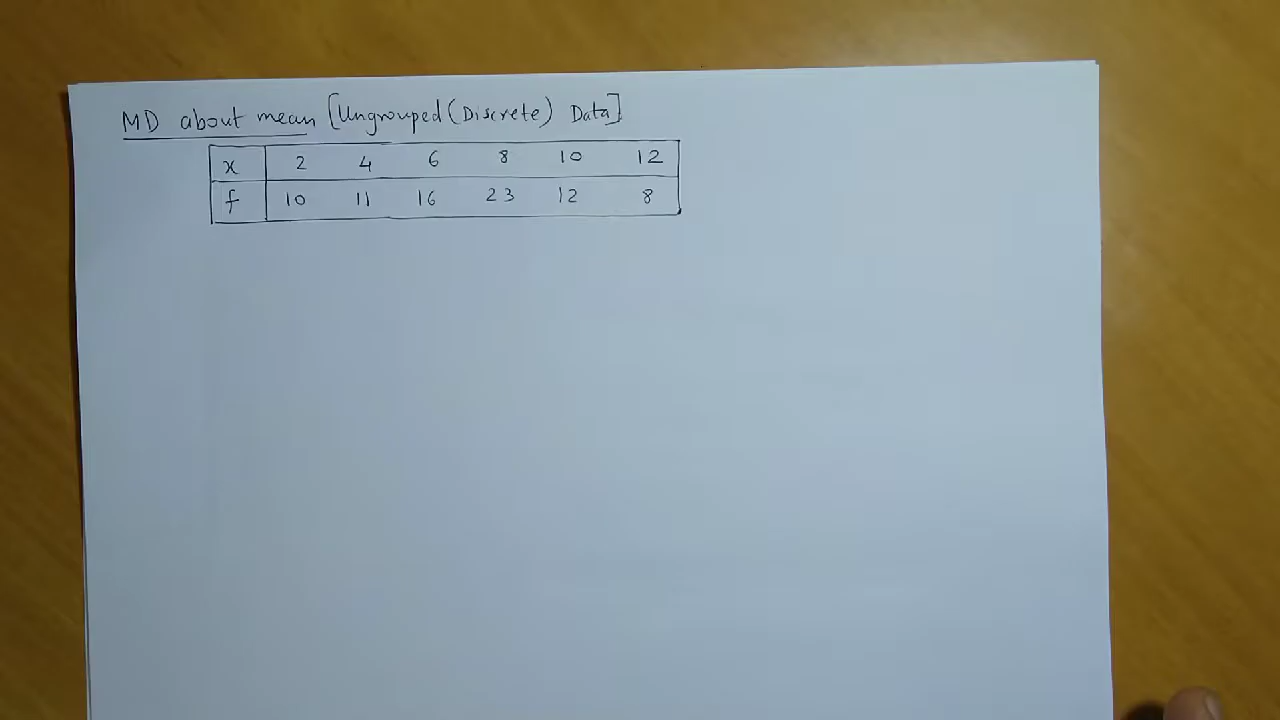 MD about mean [Ungrouped (Discrete) Data]
x 2 4 6 8 10 12
f 10 11 16 23 12 8